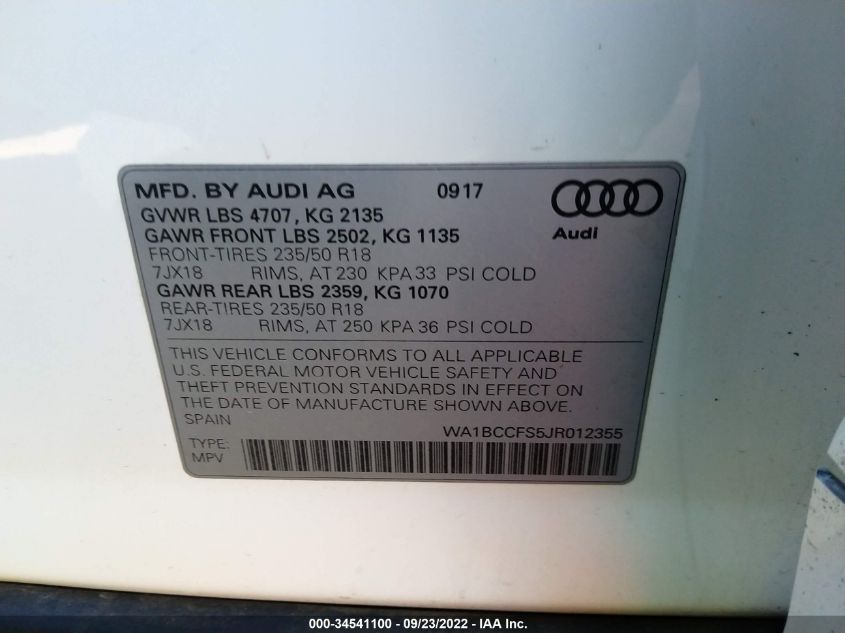 MFD. BY AUDI AG 0917
GVWR LBS 4707, KG 2135
GAWR FRONT LBS 2502, KG 1135
Audi
FRONT-TIRES 235/50 R18
7JX18 RIMS, AT 230 KPA 33 PSI COLD
GAWR REAR LBS 2359, KG 1070
REAR-TIRES 235/50 R18
7JX18 RIMS, AT 250 KPA 36 PSI COLD
THIS VEHICLE CONFORMS TO ALL APPLICABLE
U.S. FEDERAL MOTOR VEHICLE SAFETY AND
THEFT PREVENTION STANDARDS IN EFFECT ON
THE DATE OF MANUFACTURE SHOWN ABOVE.
SPAIN WA1BCCFS5JR012355
TYPE:
MPV
000-34541100 - 09/23/2022 - IAA Inc.